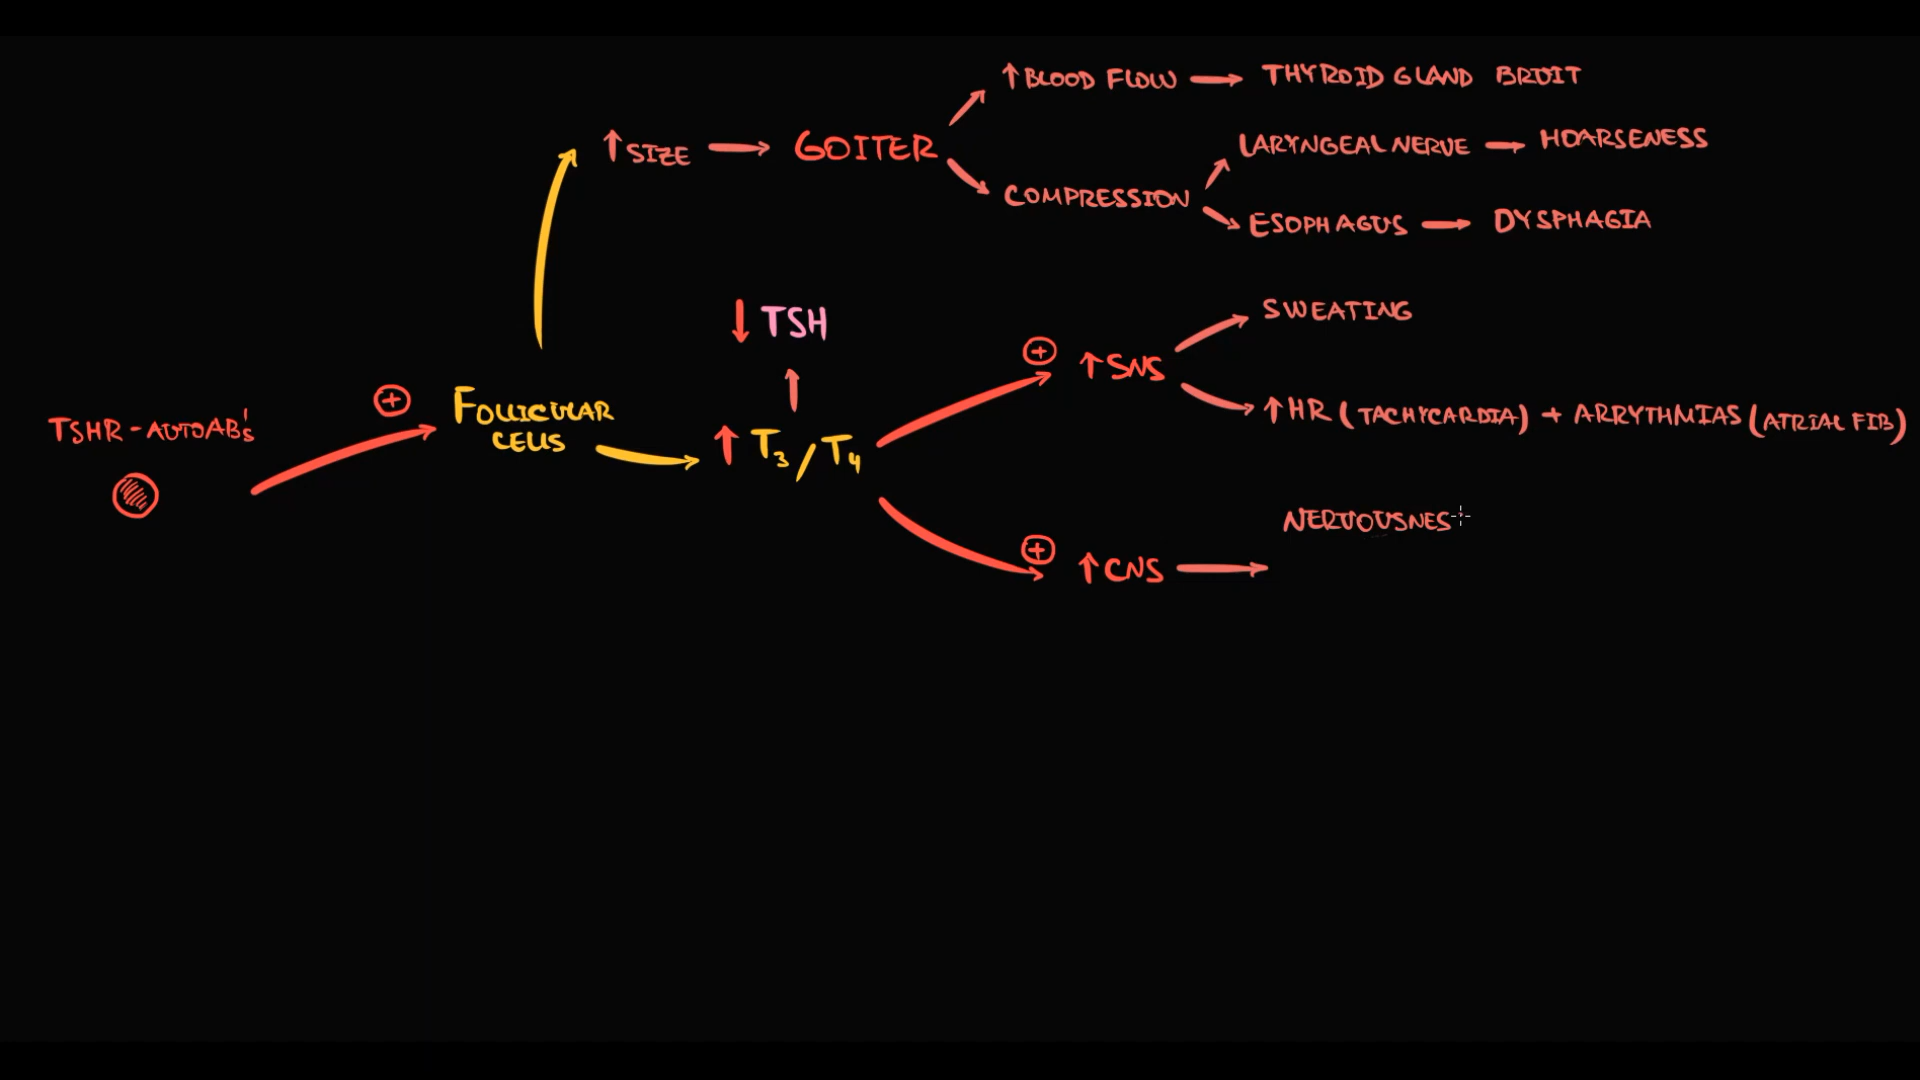 ↑ BLOOD FLOW → THYROID GLAND BRUIT
↑ SIZE → GOITER
LARYNGEAL NERVE → HOARSENESS
COMPRESSION
ESOPHAGUS → DYSPHAGIA
↓ TSH
SWEATING
+ ↑ SNS
TSHR-AUTOAB's
+ FOLLICULAR
CELLS
↑ HR (TACHYCARDIA) + ARRYTHMIAS (ATRIAL FIB)
↑ T3/T4
NERVOUSNES
+ ↑ CNS →